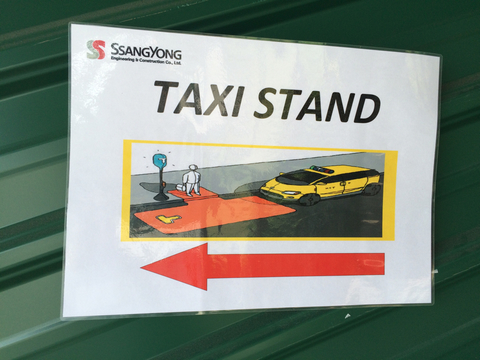 SSANGYONG
Engineering & Construction Co., Ltd.
TAXI STAND